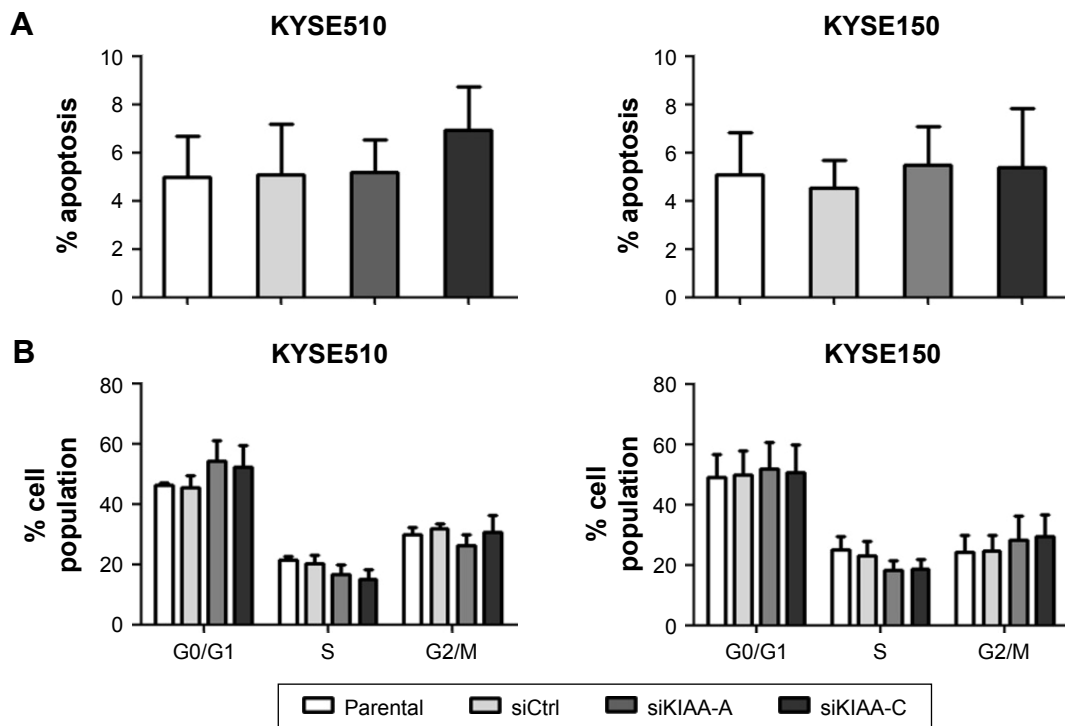 A
KYSE510
KYSE150
% apoptosis
10
8
6
4
2
0
% apoptosis
10
8
6
4
2
0
B
KYSE510
KYSE150
% cell
population
80
60
40
20
0
G0/G1 S G2/M
% cell
population
80
60
40
20
0
G0/G1 S G2/M
Parental siCtrl siKIAA-A siKIAA-C